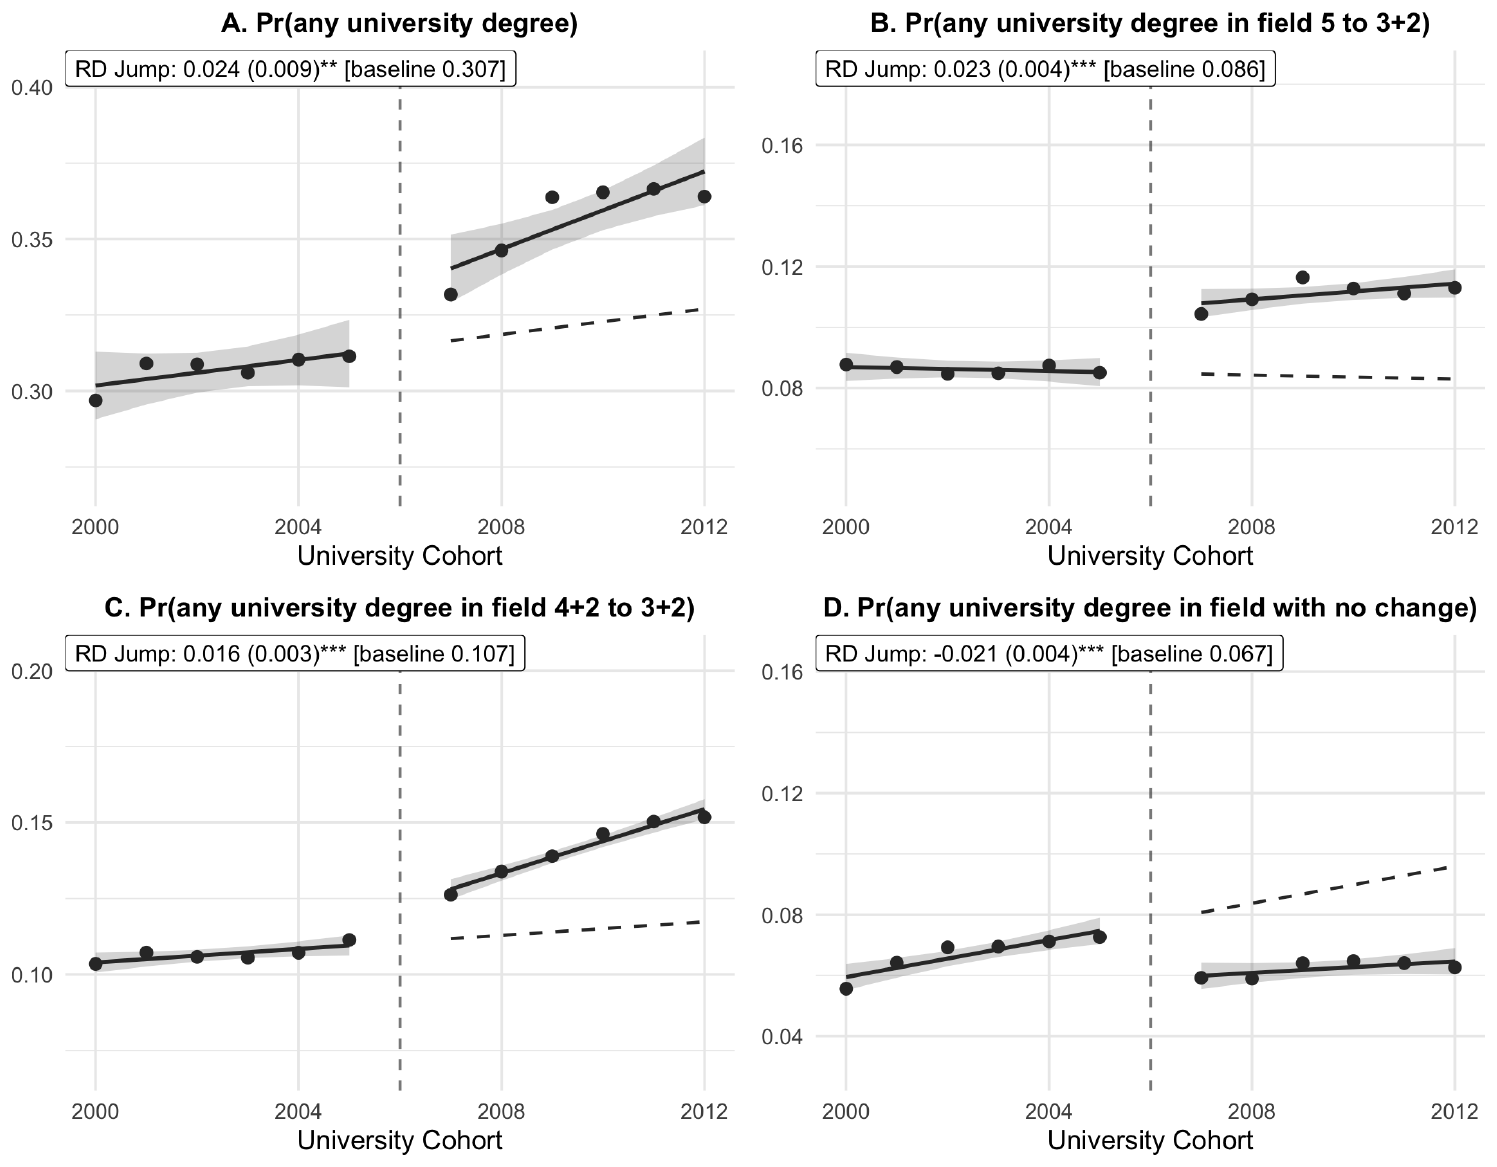 A. Pr(any university degree)
RD Jump: 0.024 (0.009)** [baseline 0.307]
0.40
0.35
0.30
2000 2004 2008 2012
University Cohort
B. Pr(any university degree in field 5 to 3+2)
RD Jump: 0.023 (0.004)*** [baseline 0.086]
0.16
0.12
0.08
2000 2004 2008 2012
University Cohort
C. Pr(any university degree in field 4+2 to 3+2)
RD Jump: 0.016 (0.003)*** [baseline 0.107]
0.20
0.15
0.10
2000 2004 2008 2012
University Cohort
D. Pr(any university degree in field with no change)
RD Jump: -0.021 (0.004)*** [baseline 0.067]
0.16
0.12
0.08
0.04
2000 2004 2008 2012
University Cohort